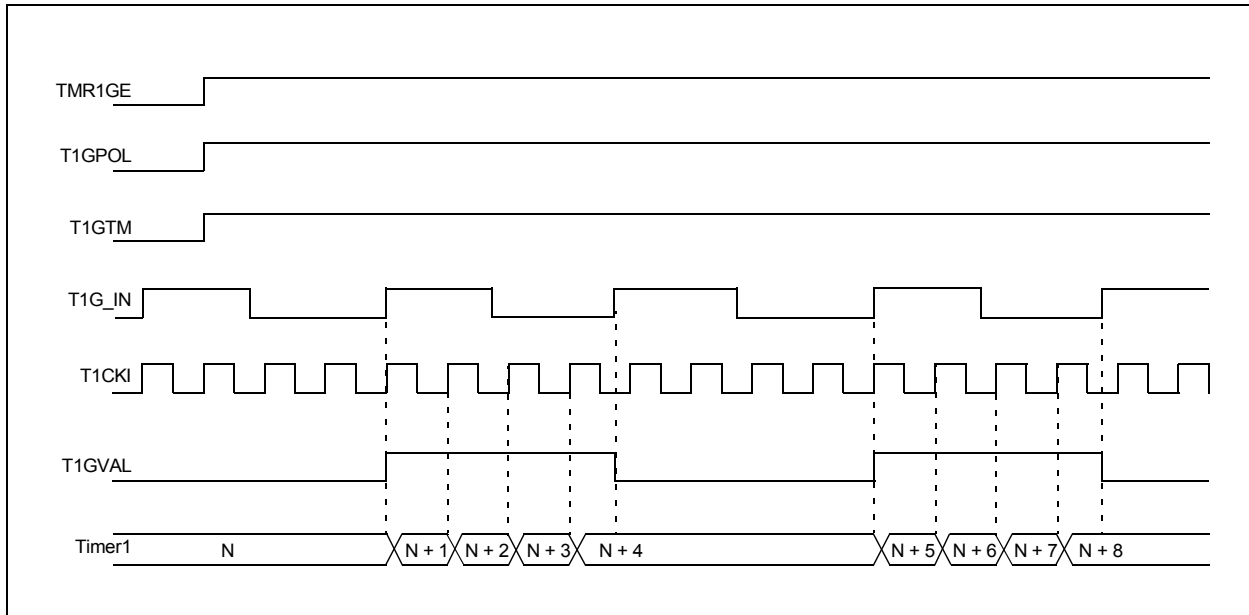 TMR1GE
T1GPOL
T1GTM
T1G_IN
T1CKI
T1GVAL
Timer1 N N + 1 N + 2 N + 3 N + 4 N + 5 N + 6 N + 7 N + 8